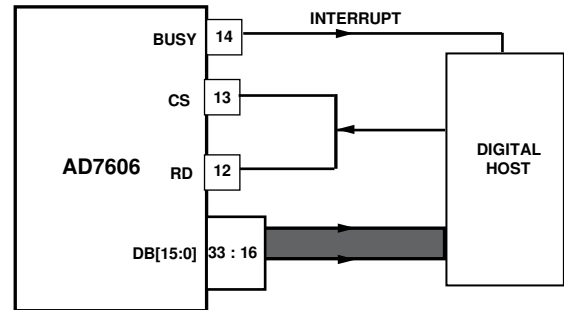 INTERRUPT
BUSY 14
CS 13
AD7606
RD 12
DIGITAL
HOST
DB[15:0] 33 : 16